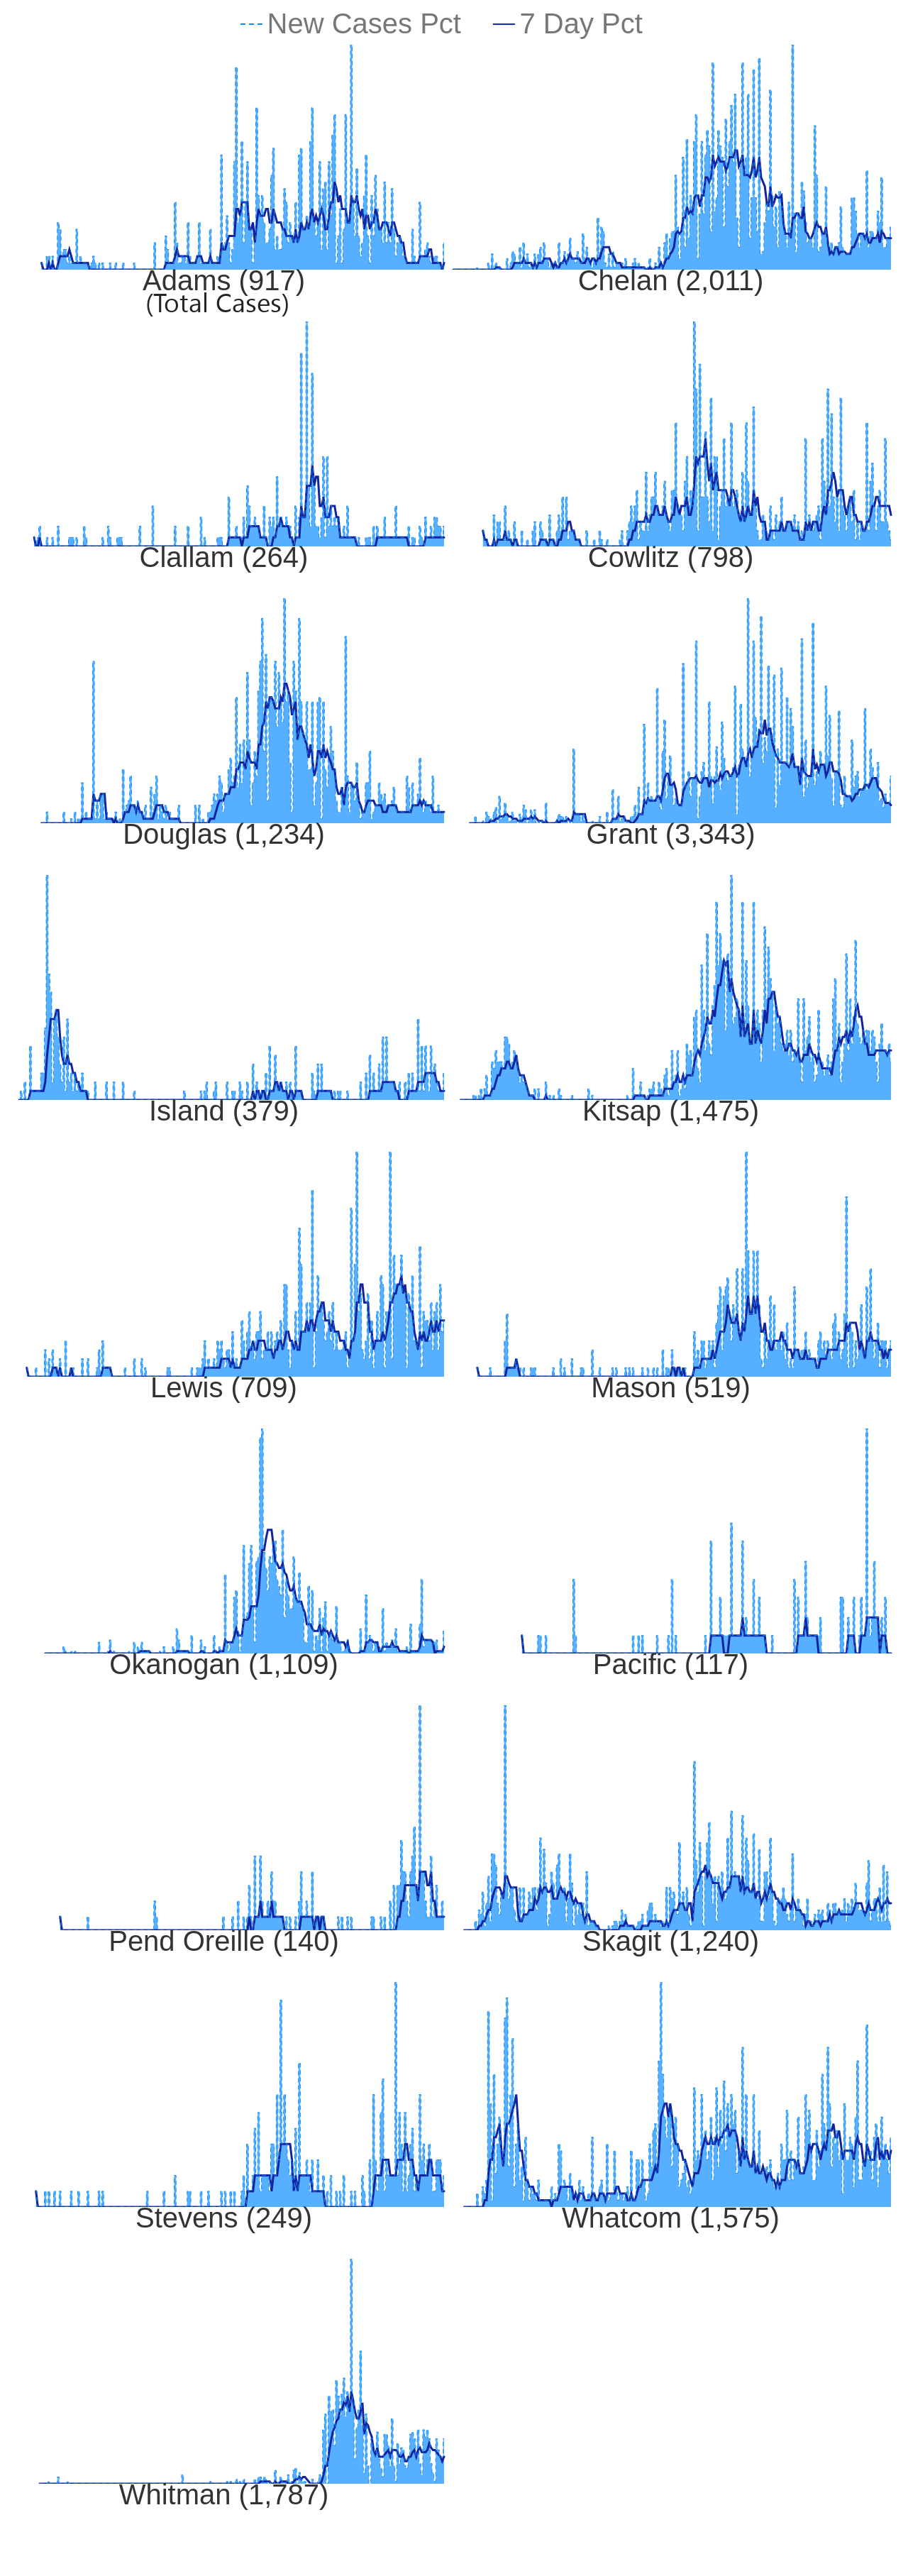 New Cases Pct 7 Day Pct
Adams (917) Chelan (2,011)
(Total Cases)
Clallam (264) Cowlitz (798)
Douglas (1,234) Grant (3,343)
Island (379) Kitsap (1,475)
Lewis (709) Mason (519)
Okanogan (1,109) Pacific (117)
Pend Oreille (140) Skagit (1,240)
Stevens (249) Whatcom (1,575)
Whitman (1,787)